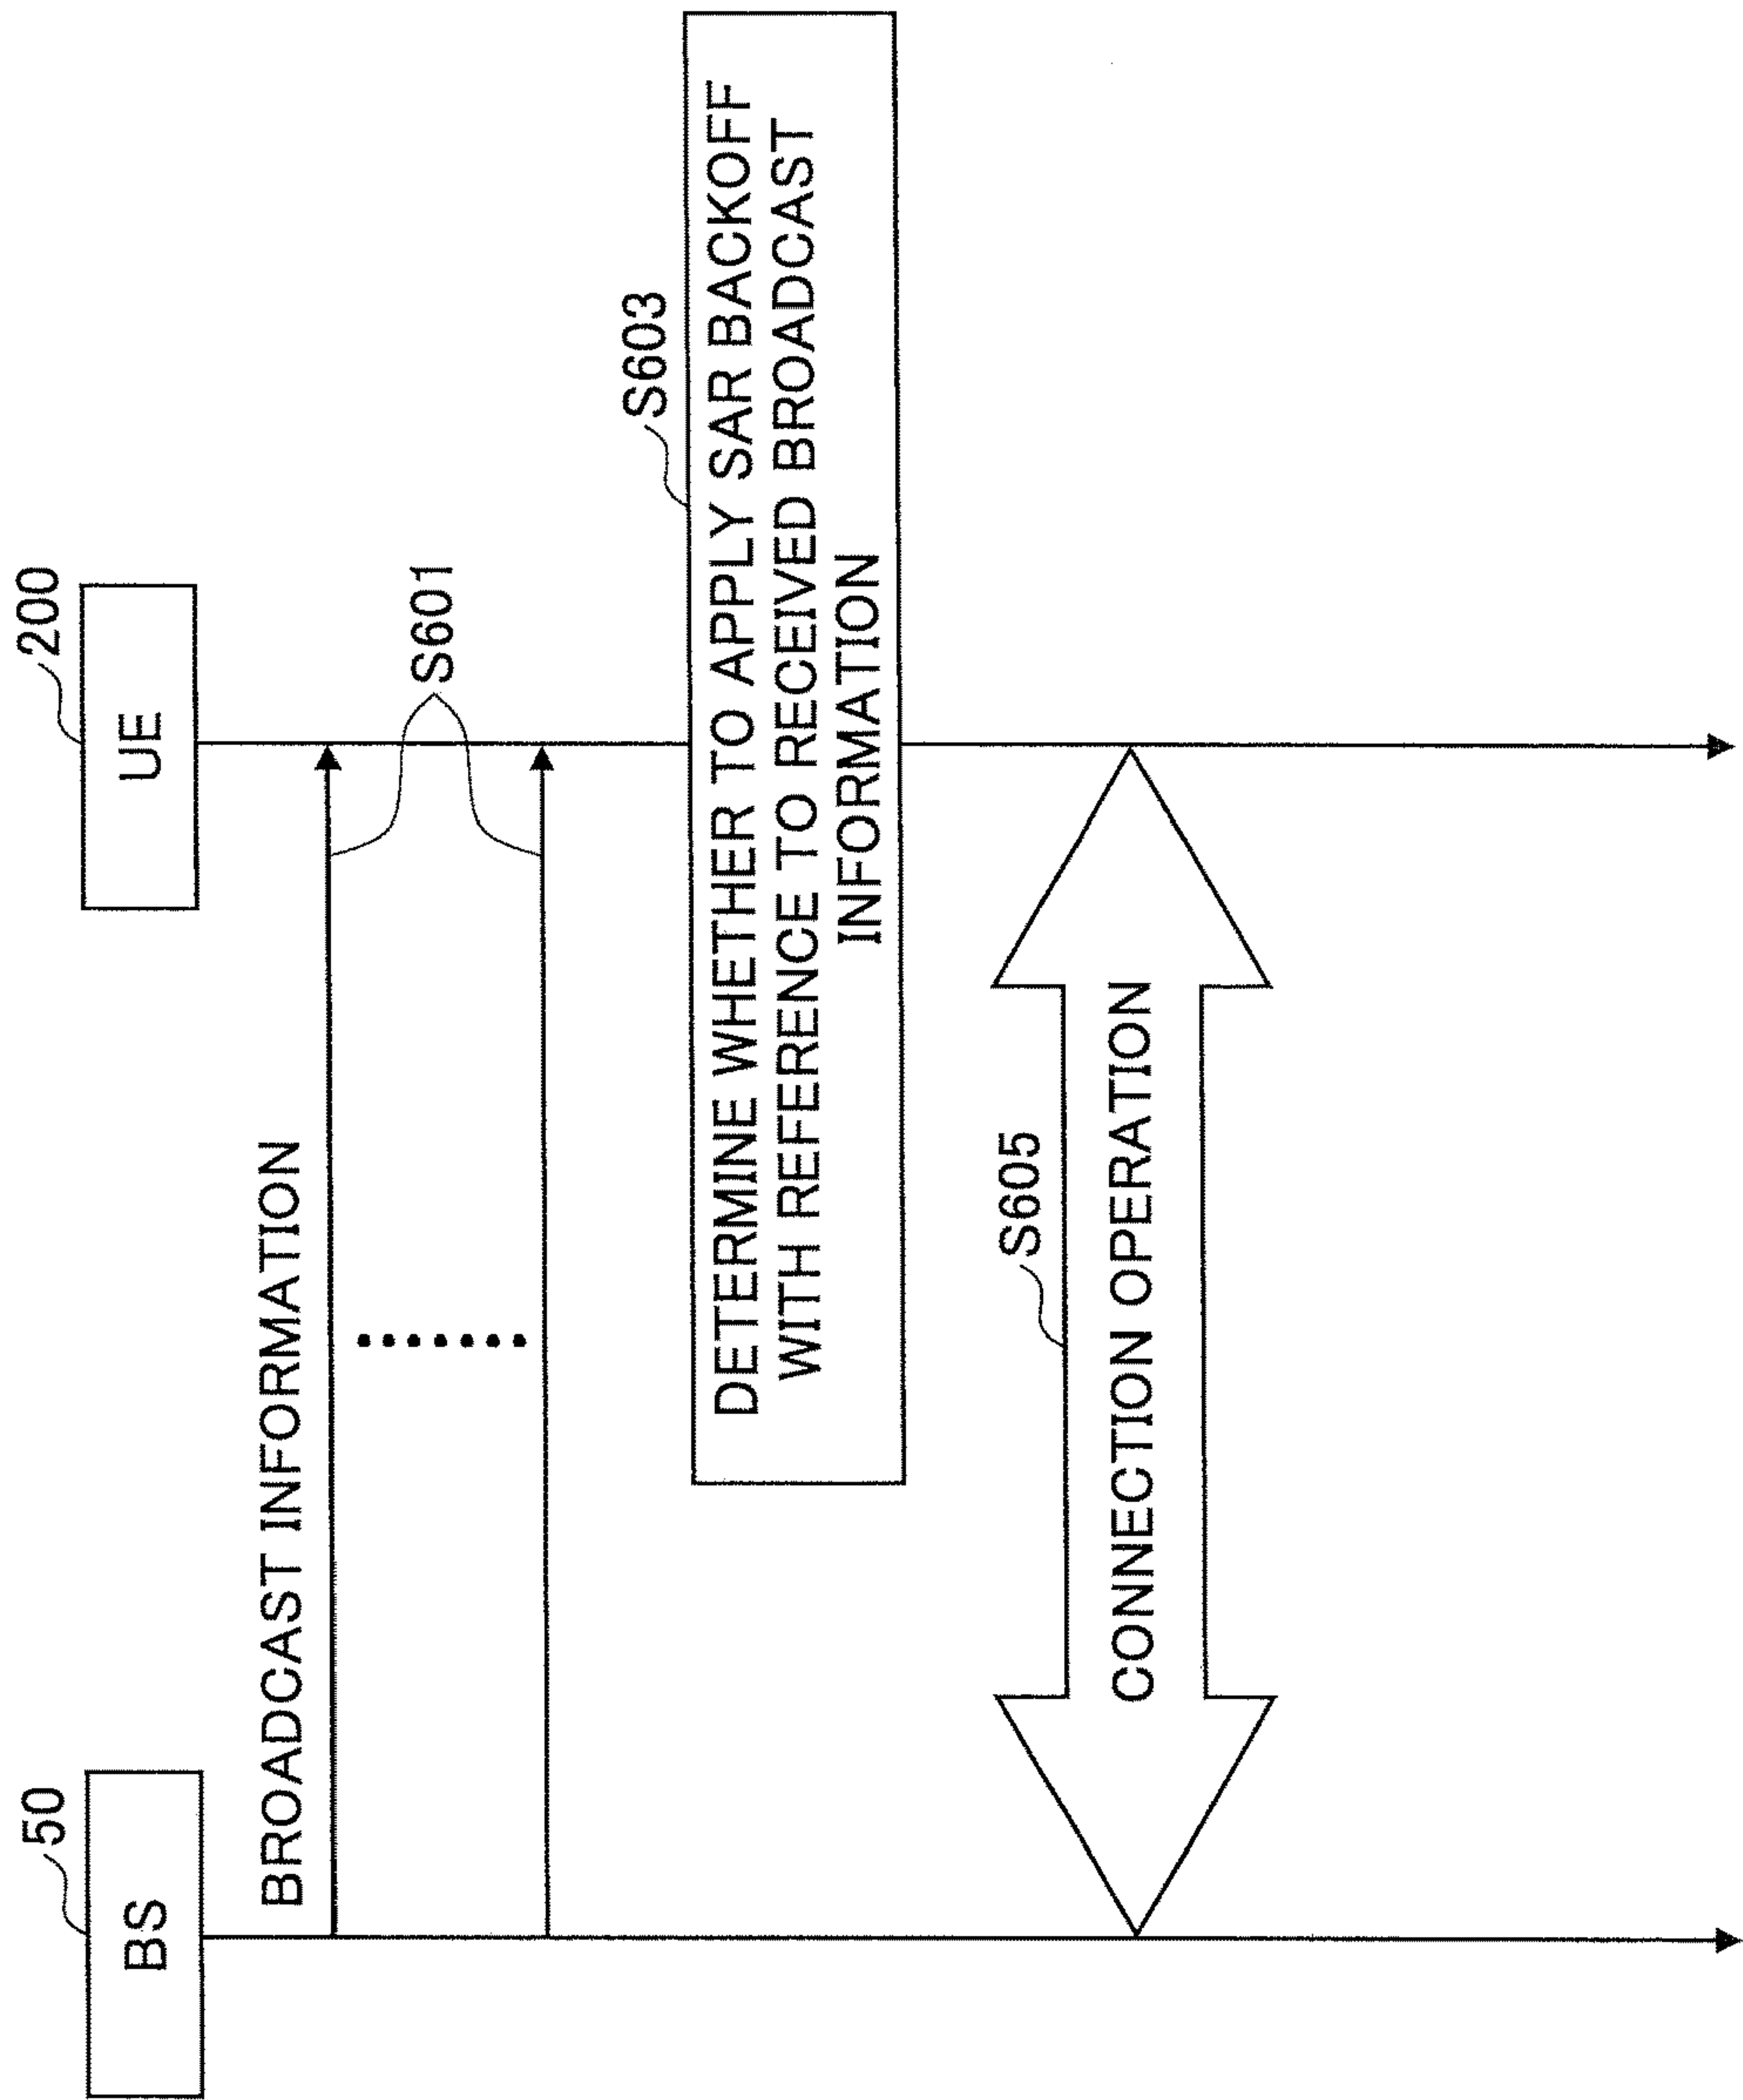 50
BS
200
UE
BROADCAST INFORMATION
S601
S603
DETERMINE WHETHER TO APPLY SAR BACKOFF
WITH REFERENCE TO RECEIVED BROADCAST
INFORMATION
S605
CONNECTION OPERATION